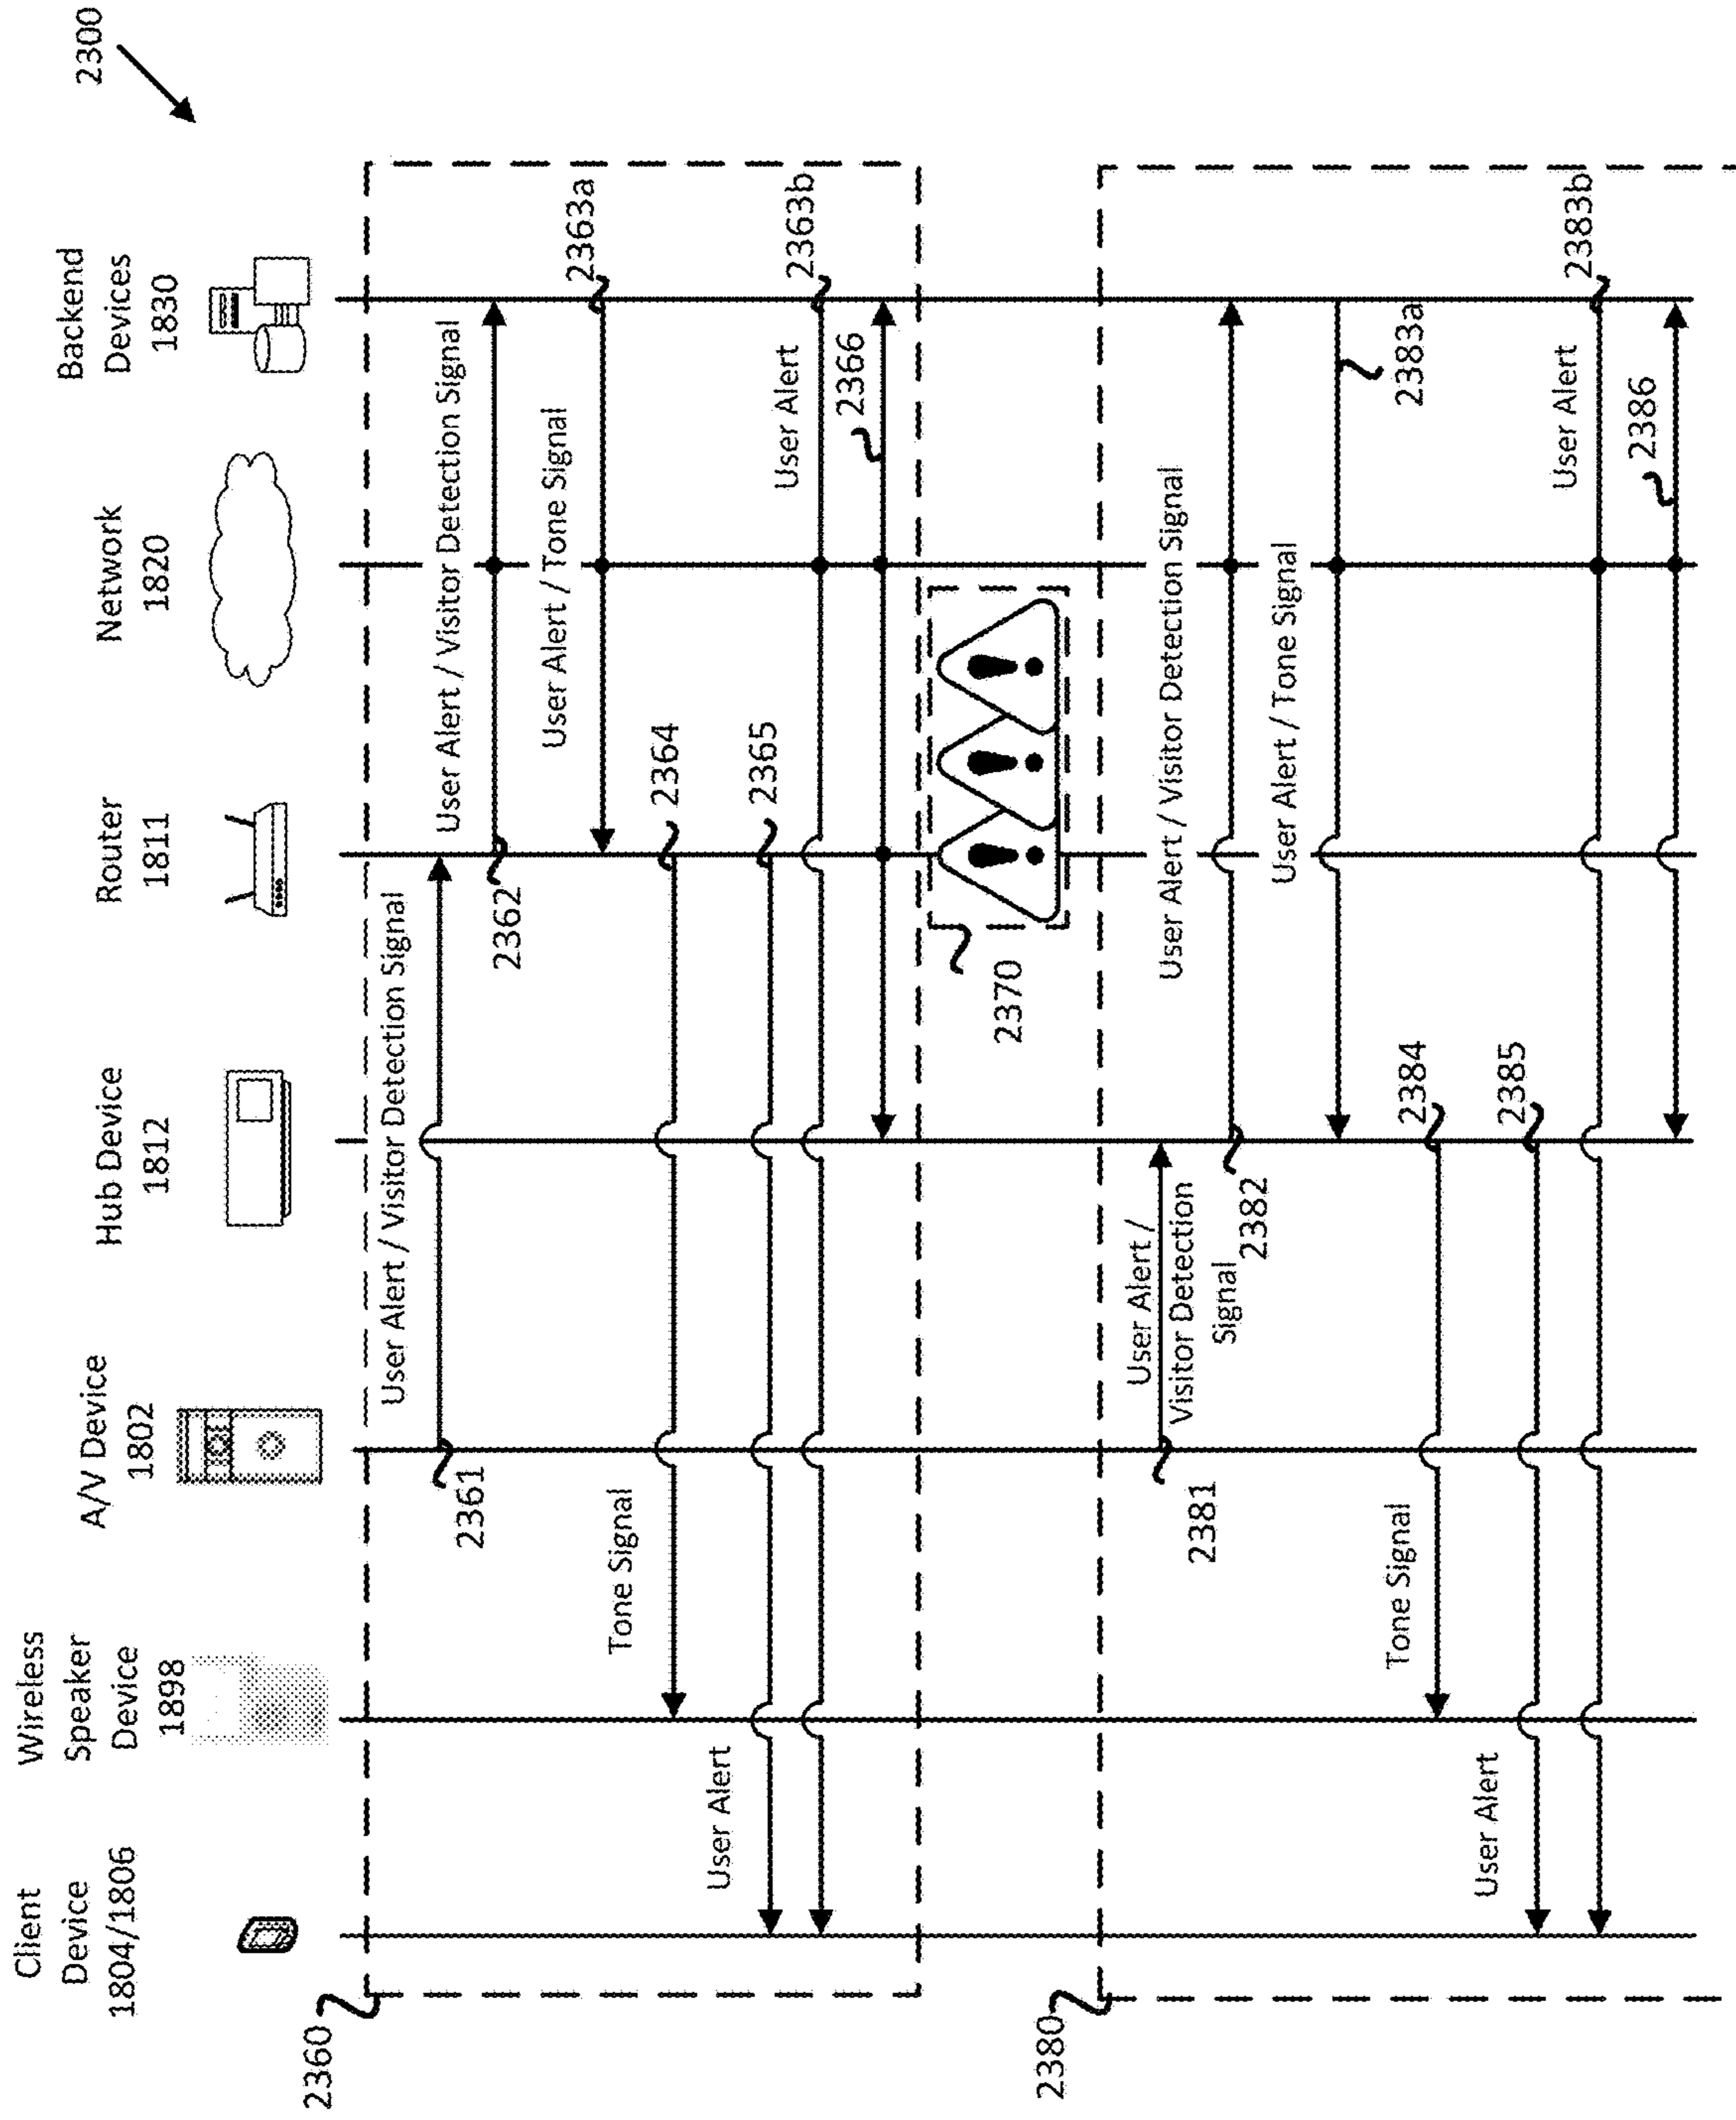 2300
Client
Device
1804/1806
Wireless
Speaker
Device
1898
A/V Device
1802
Hub Device
1812
Router
1811
Network
1820
Backend
Devices
1830
2360
User Alert / Visitor Detection Signal
2361
User Alert / Visitor Detection Signal
2362
User Alert / Tone Signal
2363a
Tone Signal
2364
User Alert
2365
User Alert
2363b
2366
2370
2380
User Alert /
Visitor Detection
Signal
2381
User Alert / Visitor Detection Signal
2382
User Alert / Tone Signal
2383a
Tone Signal
2384
User Alert
2385
User Alert
2383b
2386